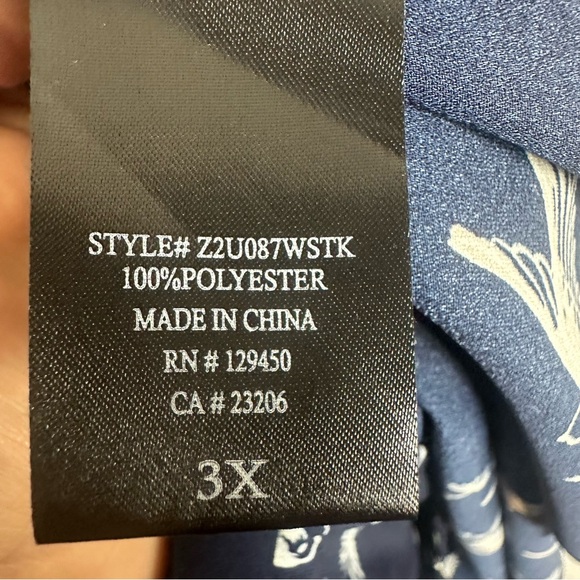 STYLE# Z2U087WSTK
100%POLYESTER
MADE IN CHINA
RN # 129450
CA # 23206
3X